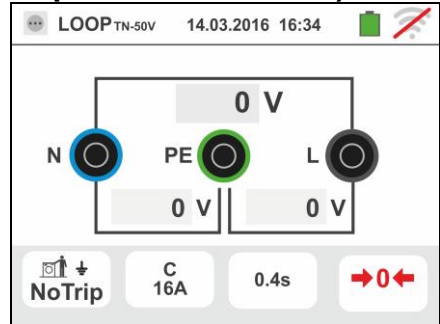 LOOP TN-50V 14.03.2016 16:34
0 V
N PE L
0 V 0 V
NoTrip C 16A 0.4s →0←